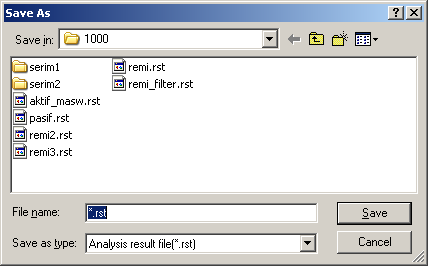 Save As
Save in:
1000
serim1
serim2
aktif_masw.rst
pasif.rst
remi2.rst
remi3.rst
remi.rst
remi_filter.rst
File name:
*.rst
Save
Save as type:
Analysis result file(*.rst)
Cancel